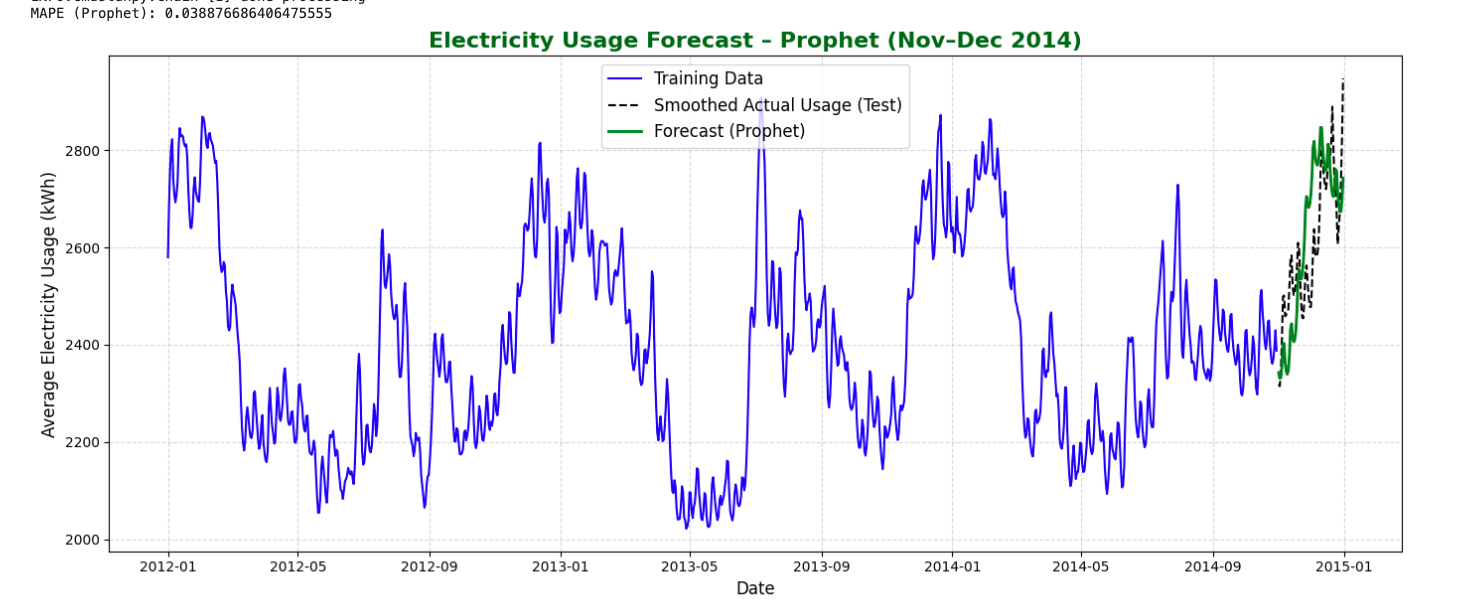 MAPE (Prophet): 0.038876686406475555
Electricity Usage Forecast – Prophet (Nov–Dec 2014)
Training Data
Smoothed Actual Usage (Test)
Forecast (Prophet)
Average Electricity Usage (kWh)
2800
2600
2400
2200
2000
2012-01 2012-05 2012-09 2013-01 2013-05 2013-09 2014-01 2014-05 2014-09 2015-01
Date